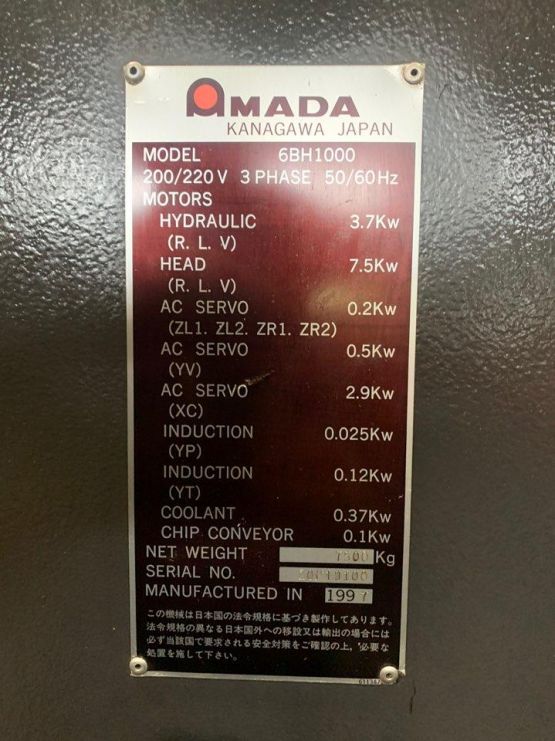 AMADA
KANAGAWA JAPAN
MODEL 6BH1000
200/220 V 3 PHASE 50/60Hz
MOTORS
HYDRAULIC 3.7Kw
(R. L. V)
HEAD 7.5Kw
(R. L. V)
AC SERVO 0.2Kw
(ZL1. ZL2. ZR1. ZR2)
AC SERVO 0.5Kw
(YV)
AC SERVO 2.9Kw
(XC)
INDUCTION 0.025Kw
(YP)
INDUCTION 0.12Kw
(YT)
COOLANT 0.37Kw
CHIP CONVEYOR 0.1Kw
NET WEIGHT 7500 Kg
SERIAL NO.
MANUFACTURED IN 1997
この機械は日本国の法令規格に基づき製作してあります。
法令規格の異なる日本国外への移設又は輸出の場合には
必ず当該国で要求される安全対策をご確認の上，必要な
処置を施して下さい。